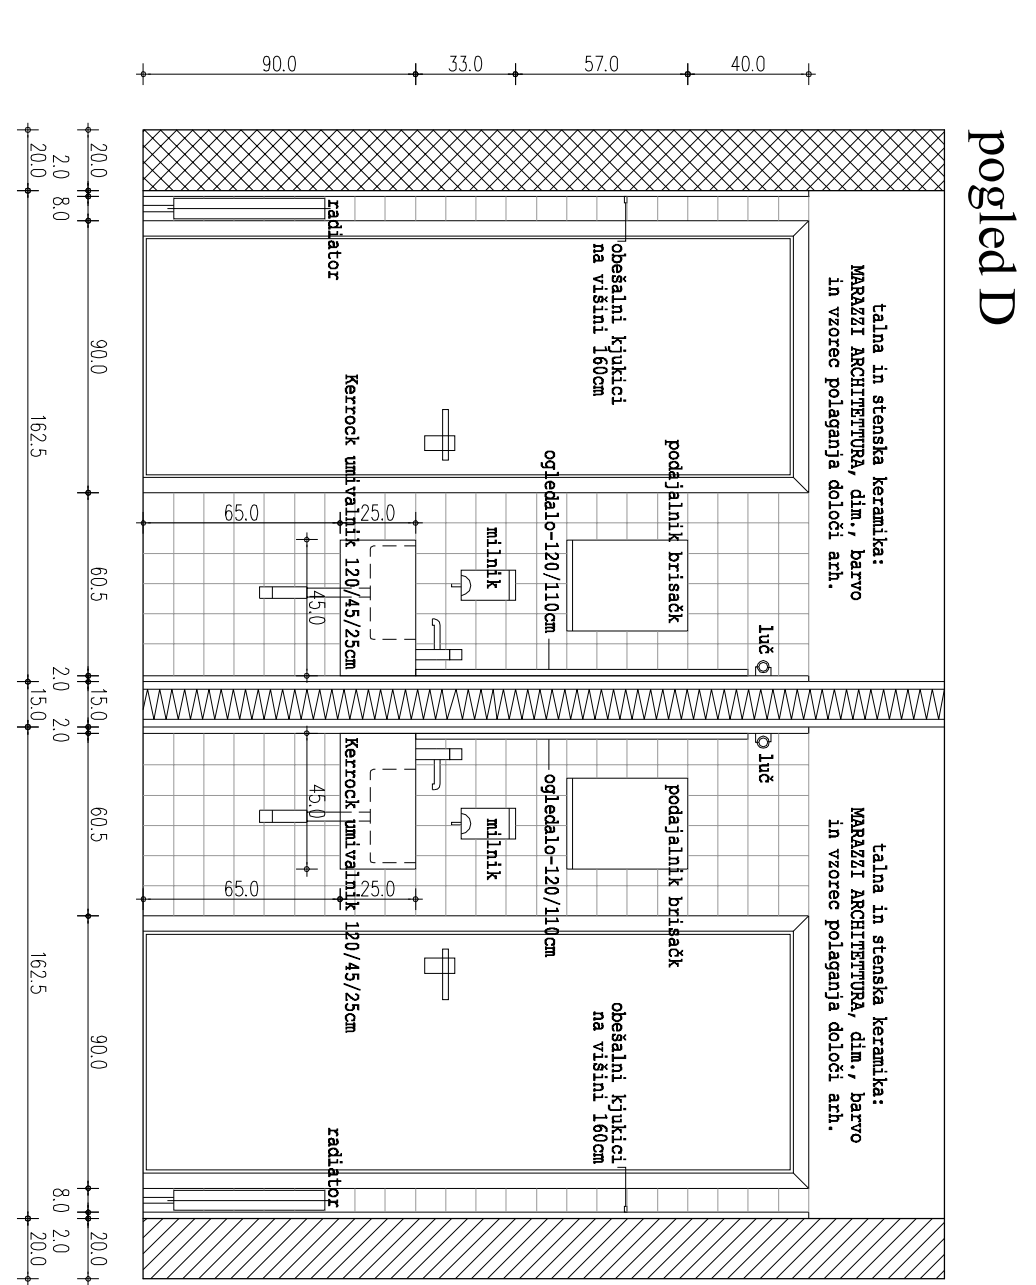 pogled D
talna in stenska keramika:
MARAZZI ARCHITETTURA, dim., barvo
in vzorec polaganja določi arh.
talna in stenska keramika:
MARAZZI ARCHITETTURA, dim., barvo
in vzorec polaganja določi arh.
40.0
57.0
33.0
90.0
luč
luč
podajalnik brisačk
podajalnik brisačk
obešalni kjukici
na višini 160cm
obešalni kjukici
na višini 160cm
ogledalo-120/110cm
ogledalo-120/110cm
milnik
milnik
Kerrock umivalnik 120/45/25cm
Kerrock umivalnik 120/45/25cm
radiator
radiator
25.0
65.0
45.0
25.0
65.0
45.0
20.0
90.0
60.5
15.0
60.5
90.0
20.0
2.0
8.0
2.0
2.0
8.0
2.0
20.0
162.5
15.0
162.5
20.0